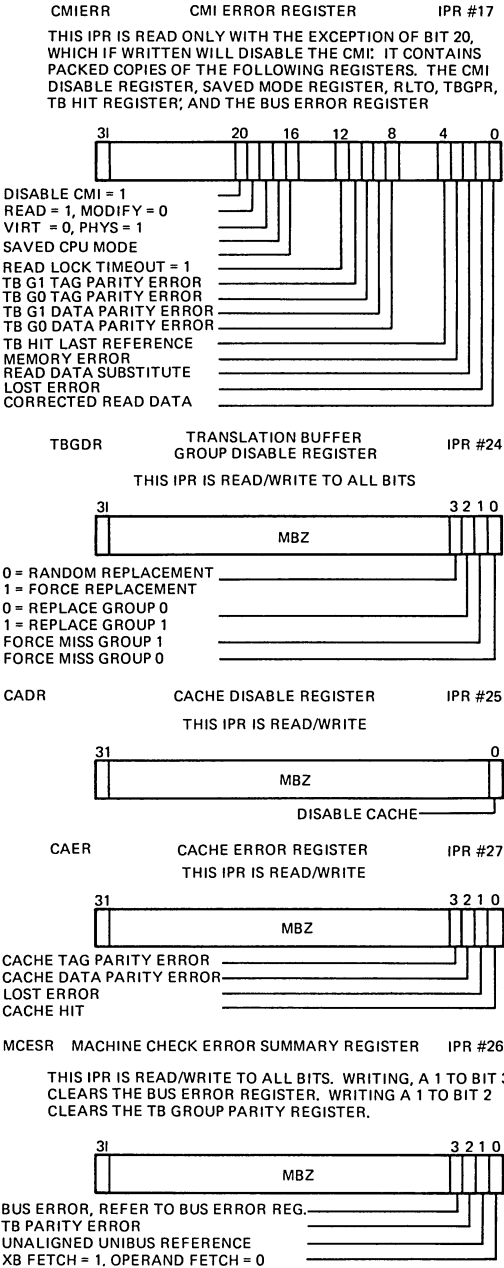 CMIERR CMI ERROR REGISTER IPR #17
THIS IPR IS READ ONLY WITH THE EXCEPTION OF BIT 20,
WHICH IF WRITTEN WILL DISABLE THE CMI. IT CONTAINS
PACKED COPIES OF THE FOLLOWING REGISTERS. THE CMI
DISABLE REGISTER, SAVED MODE REGISTER, RLTO, TBGPR,
TB HIT REGISTER, AND THE BUS ERROR REGISTER
31 20 16 12 8 4 0
DISABLE CMI = 1
READ = 1, MODIFY = 0
VIRT = 0, PHYS = 1
SAVED CPU MODE
READ LOCK TIMEOUT = 1
TB G1 TAG PARITY ERROR
TB G0 TAG PARITY ERROR
TB G1 DATA PARITY ERROR
TB G0 DATA PARITY ERROR
TB HIT LAST REFERENCE
MEMORY ERROR
READ DATA SUBSTITUTE
LOST ERROR
CORRECTED READ DATA
TBGDR TRANSLATION BUFFER IPR #24
GROUP DISABLE REGISTER
THIS IPR IS READ/WRITE TO ALL BITS
31 3 2 1 0
MBZ
0 = RANDOM REPLACEMENT
1 = FORCE REPLACEMENT
0 = REPLACE GROUP 0
1 = REPLACE GROUP 1
FORCE MISS GROUP 1
FORCE MISS GROUP 0
CADR CACHE DISABLE REGISTER IPR #25
THIS IPR IS READ/WRITE
31 0
MBZ
DISABLE CACHE
CAER CACHE ERROR REGISTER IPR #27
THIS IPR IS READ/WRITE
31 3 2 1 0
MBZ
CACHE TAG PARITY ERROR
CACHE DATA PARITY ERROR
LOST ERROR
CACHE HIT
MCESR MACHINE CHECK ERROR SUMMARY REGISTER IPR #26
THIS IPR IS READ/WRITE TO ALL BITS. WRITING, A 1 TO BIT 3
CLEARS THE BUS ERROR REGISTER. WRITING A 1 TO BIT 2
CLEARS THE TB GROUP PARITY REGISTER.
31 3 2 1 0
MBZ
BUS ERROR, REFER TO BUS ERROR REG.
TB PARITY ERROR
UNALIGNED UNIBUS REFERENCE
XB FETCH = 1, OPERAND FETCH = 0